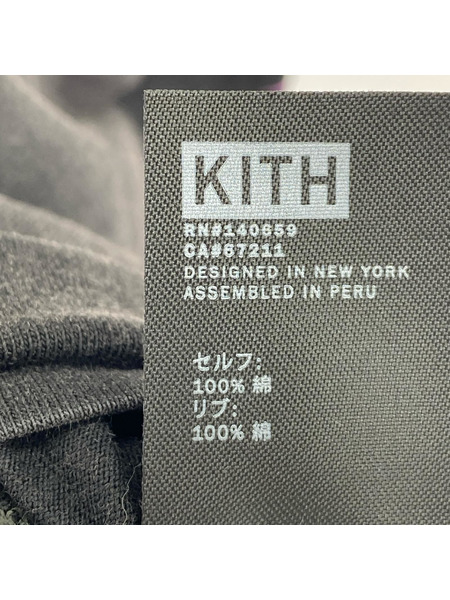 KITH
RN#140659
CA#67211
DESIGNED IN NEW YORK
ASSEMBLED IN PERU
セルフ:
100% 綿
リブ:
100% 綿